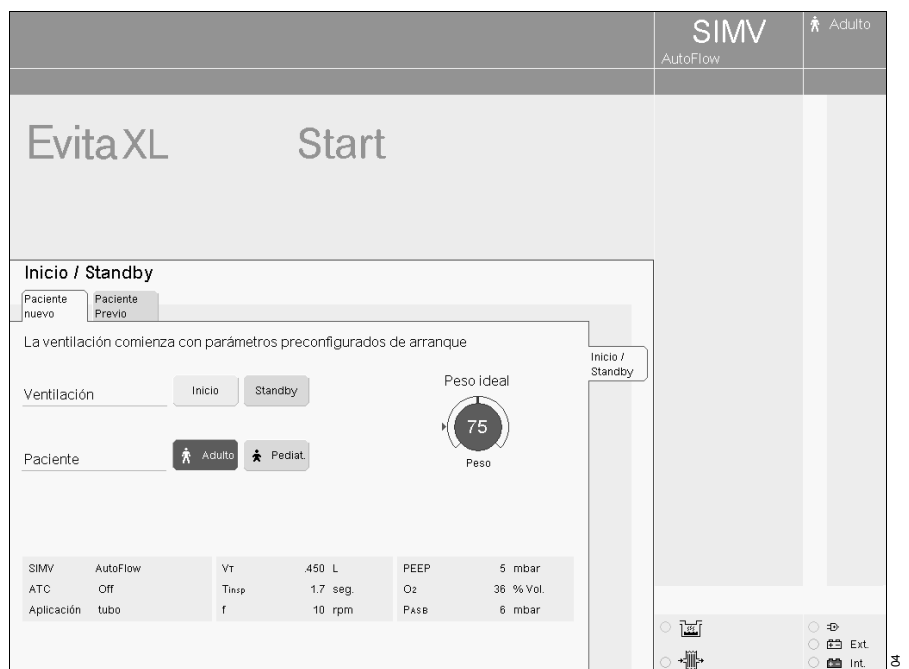 SIMV
AutoFlow
Adulto
Evita XL Start
Inicio / Standby
Paciente nuevo
Paciente Previo
La ventilación comienza con parámetros preconfigurados de arranque
Inicio / Standby
Ventilación Inicio Standby
Peso ideal
75
Peso
Paciente Adulto Pediat.
SIMV AutoFlow VT .450 L PEEP 5 mbar
ATC Off Tinsp 1.7 seg. O2 36 % Vol.
Aplicación tubo f 10 rpm PASB 6 mbar
Ext.
Int.
04